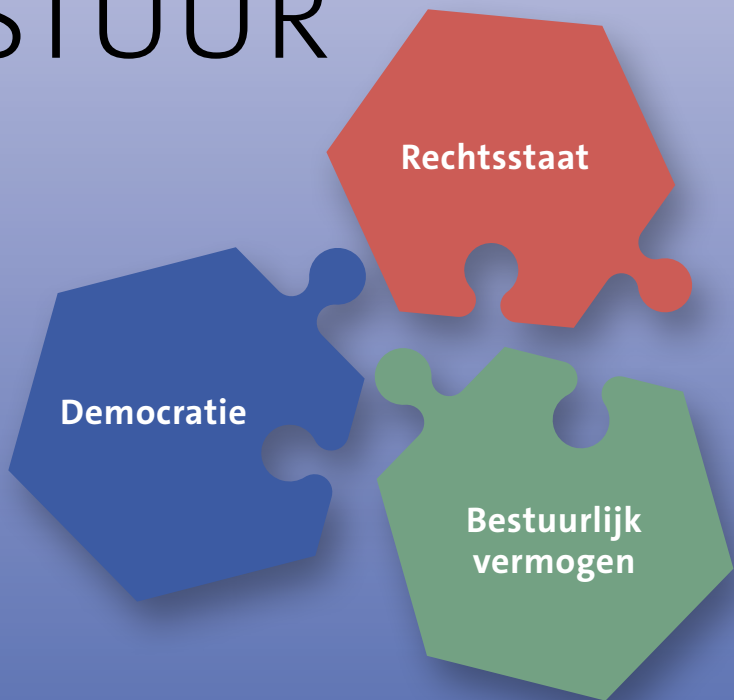 STUUR
Rechtsstaat
Democratie
Bestuurlijk
vermogen